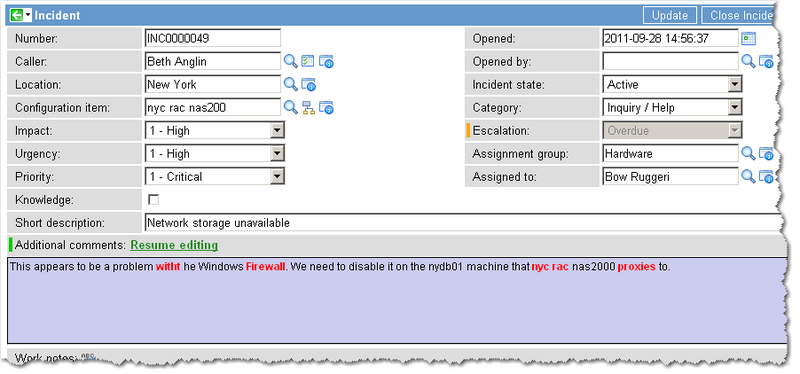 Incident Update Close Incide
Number: INC0000049 Opened: 2011-09-28 14:56:37
Caller: Beth Anglin Opened by:
Location: New York Incident state: Active
Configuration item: nyc rac nas200 Category: Inquiry / Help
Impact: 1 - High Escalation: Overdue
Urgency: 1 - High Assignment group: Hardware
Priority: 1 - Critical Assigned to: Bow Ruggeri
Knowledge:
Short description: Network storage unavailable
Additional comments: Resume editing
This appears to be a problem witht he Windows Firewall. We need to disable it on the nydb01 machine that nyc rac nas2000 proxies to.
Work notes: ABC